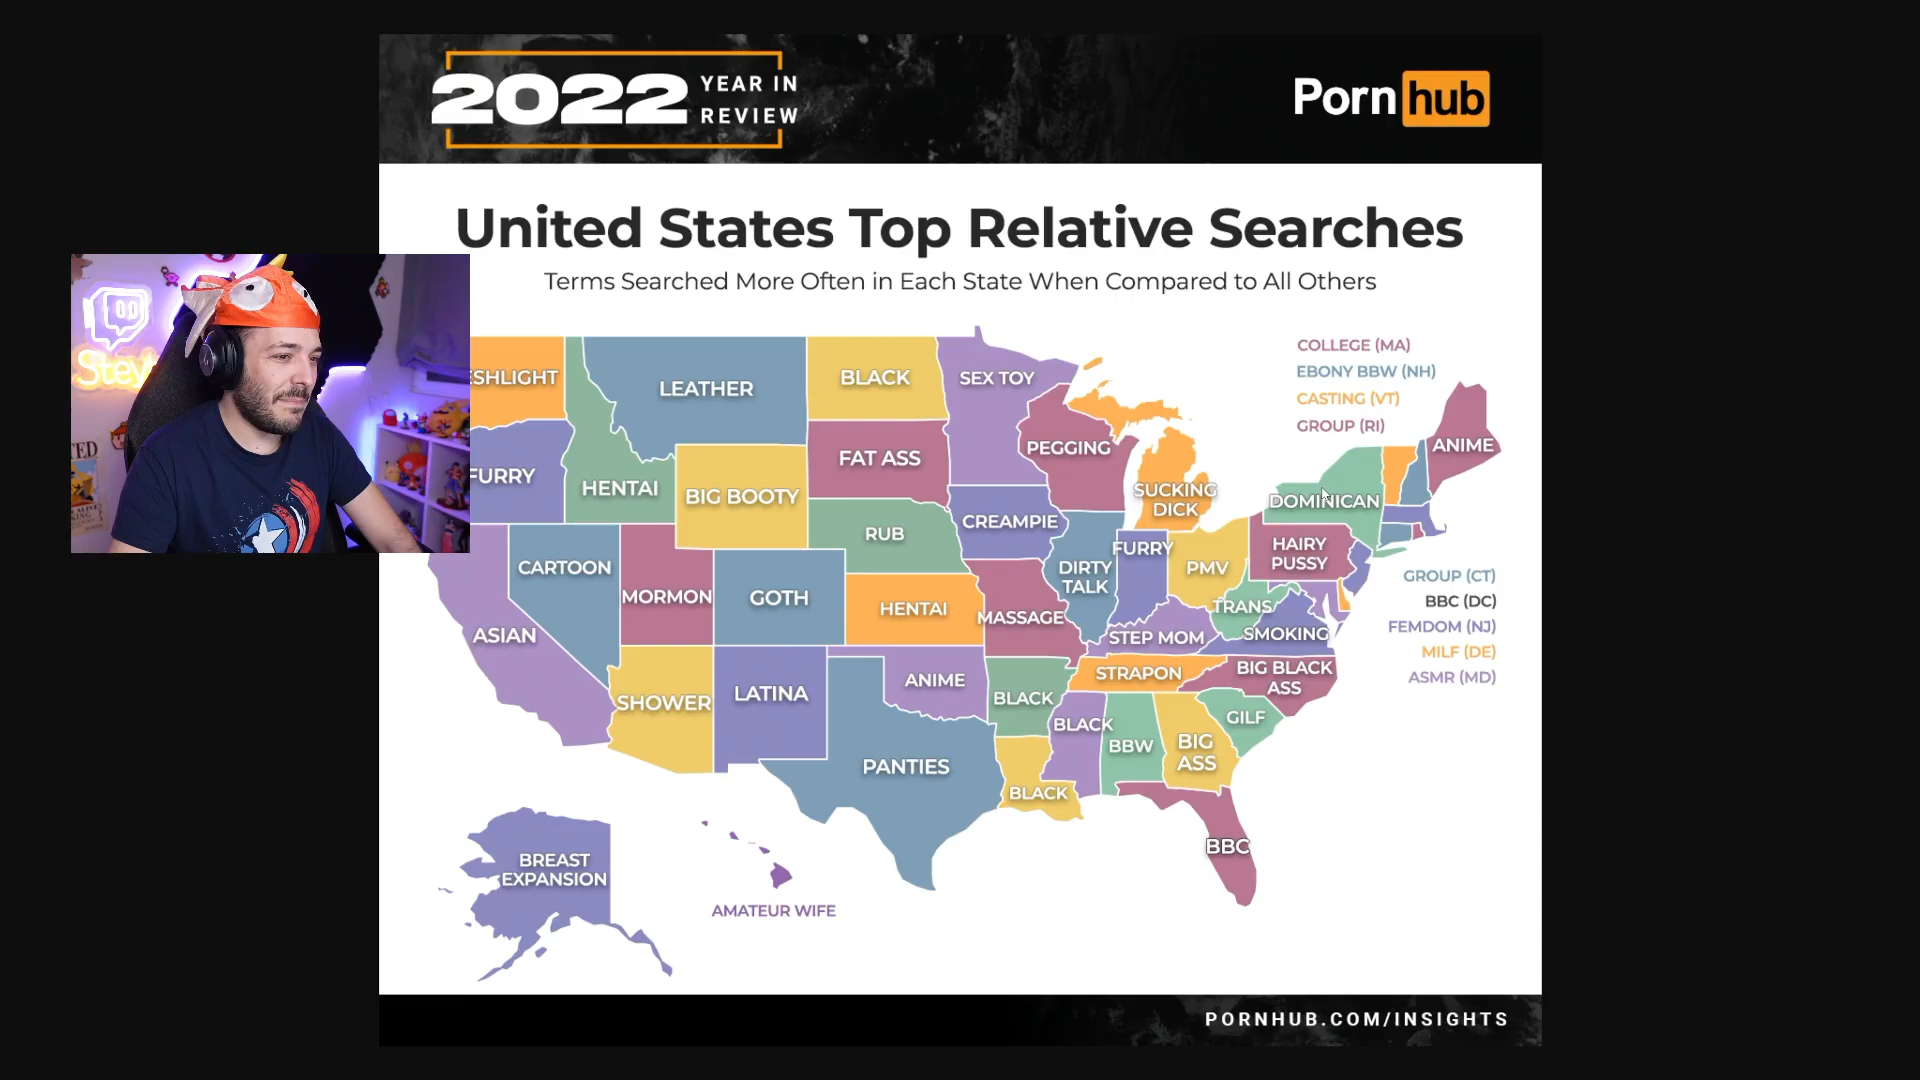 2022 YEAR IN REVIEW
Pornhub
United States Top Relative Searches
Terms Searched More Often in Each State When Compared to All Others
COLLEGE (MA)
EBONY BBW (NH)
CASTING (VT)
GROUP (RI)
ESHLIGHT
LEATHER
BLACK
SEX TOY
PEGGING
ANIME
FURRY
HENTAI
BIG BOOTY
FAT ASS
SUCKING
DICK
DOMINICAN
RUB
CREAMPIE
CARTOON
MORMON
GOTH
HENTAI
MASSAGE
DIRTY
TALK
FURRY
PMV
HAIRY
PUSSY
TRANS
SMOKING
ASIAN
STEP MOM
GROUP (CT)
BBC (DC)
FEMDOM (NJ)
MILF (DE)
ASMR (MD)
SHOWER
LATINA
ANIME
BLACK
STRAPON
BIG BLACK
ASS
PANTIES
BLACK
BLACK
BBW
BIG
ASS
GILF
BBC
BREAST
EXPANSION
AMATEUR WIFE
PORNHUB.COM/INSIGHTS
Stey
TED